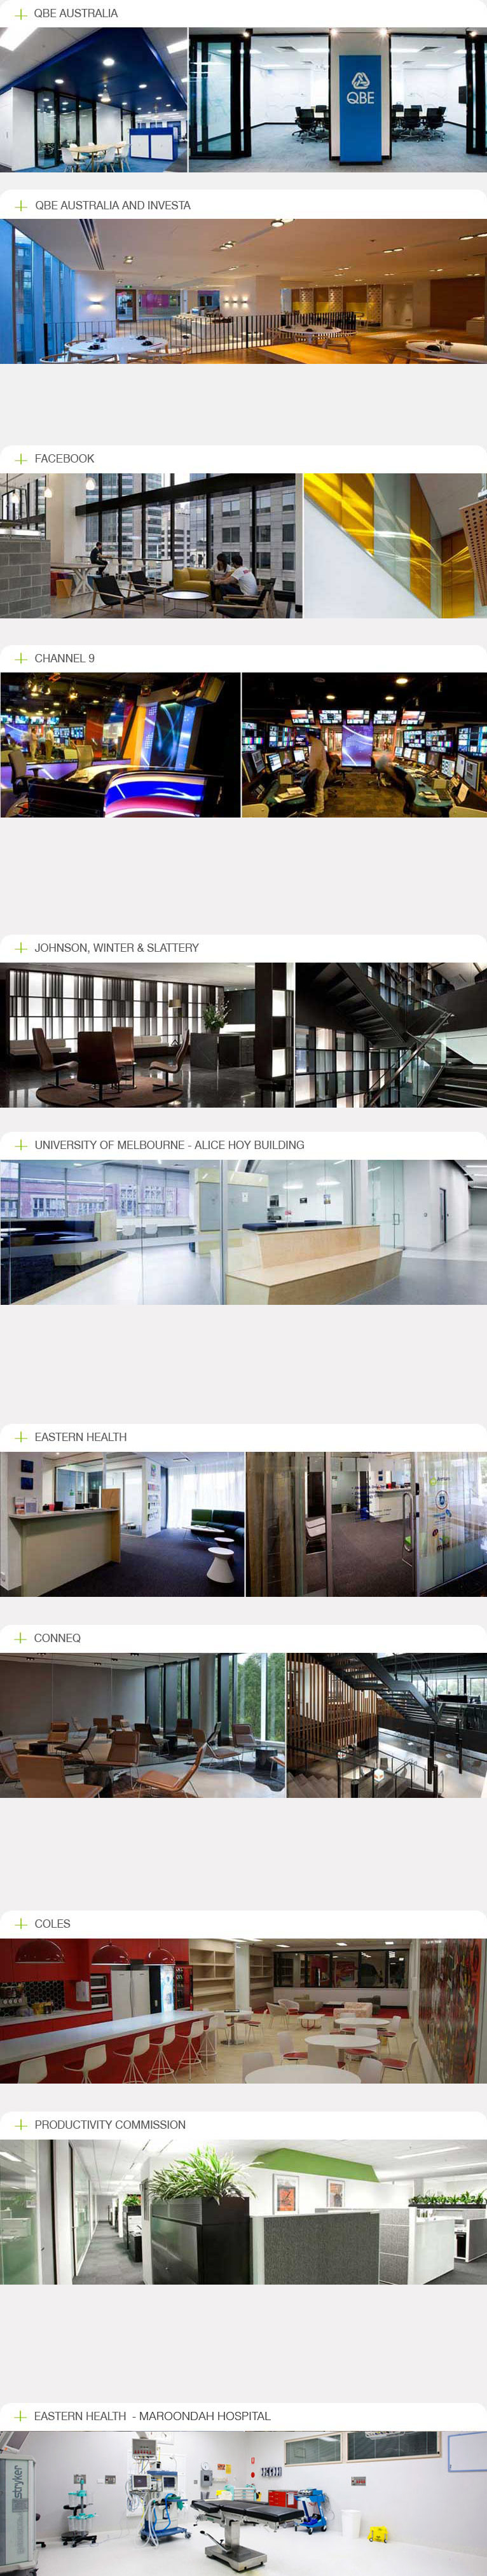 QBE AUSTRALIA
QBE
QBE AUSTRALIA AND INVESTA
FACEBOOK
CHANNEL 9
JOHNSON, WINTER & SLATTERY
UNIVERSITY OF MELBOURNE - ALICE HOY BUILDING
EASTERN HEALTH
CONNEQ
COLES
PRODUCTIVITY COMMISSION
EASTERN HEALTH - MAROONDAH HOSPITAL
stryker